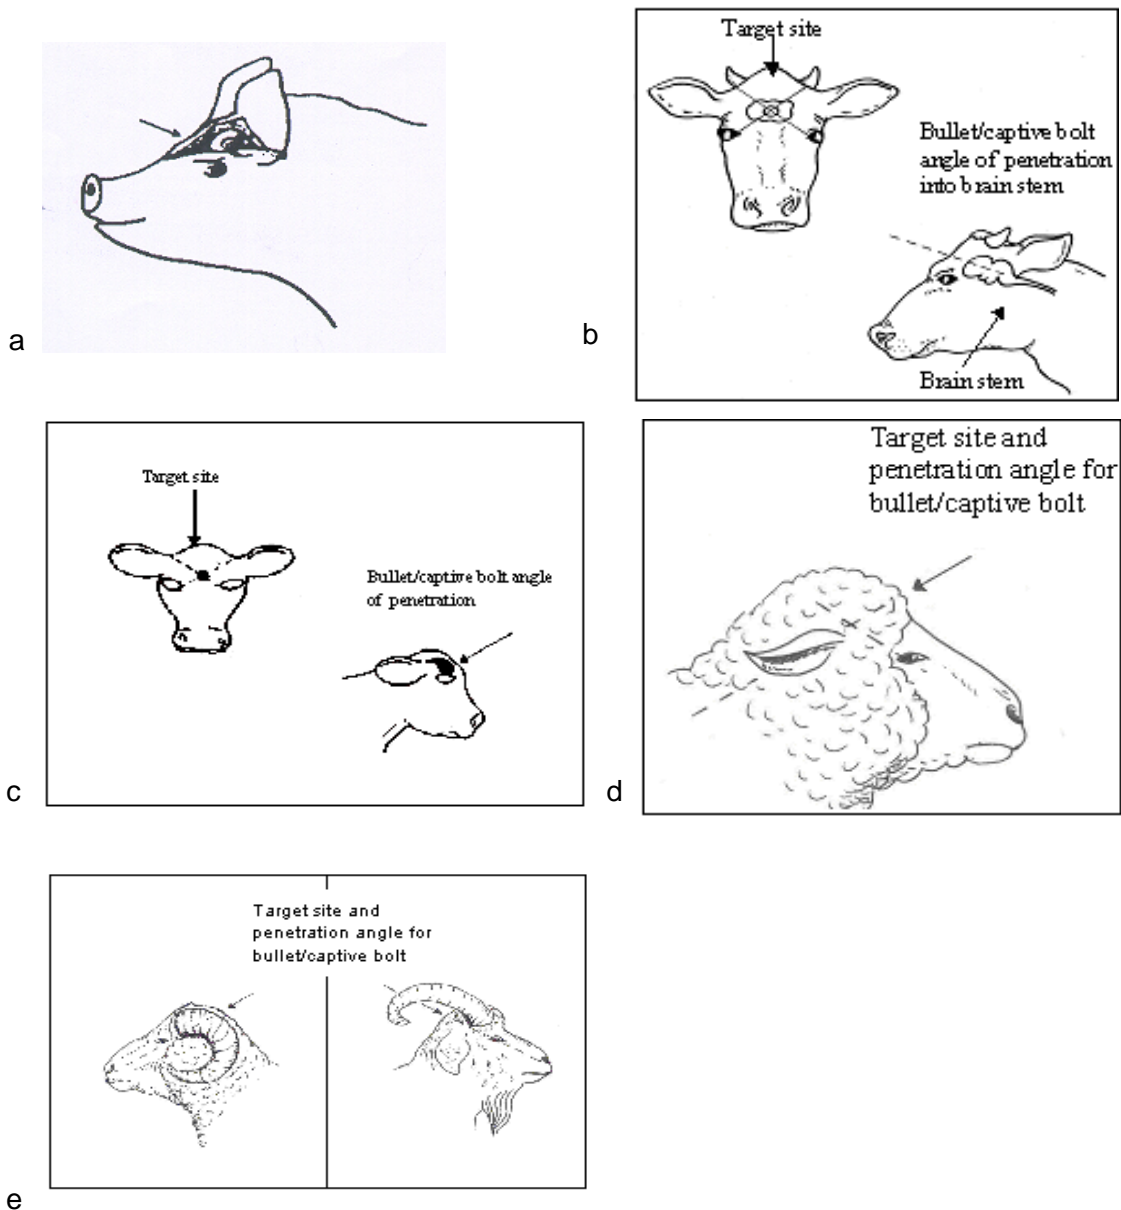 a
Target site
Bullet/captive bolt
angle of penetration
into brain stem
Brain stem
b
Target site
Bullet/captive bolt angle
of penetration
c
Target site and
penetration angle for
bullet/captive bolt
d
Target site and
penetration angle for
bullet/captive bolt
e